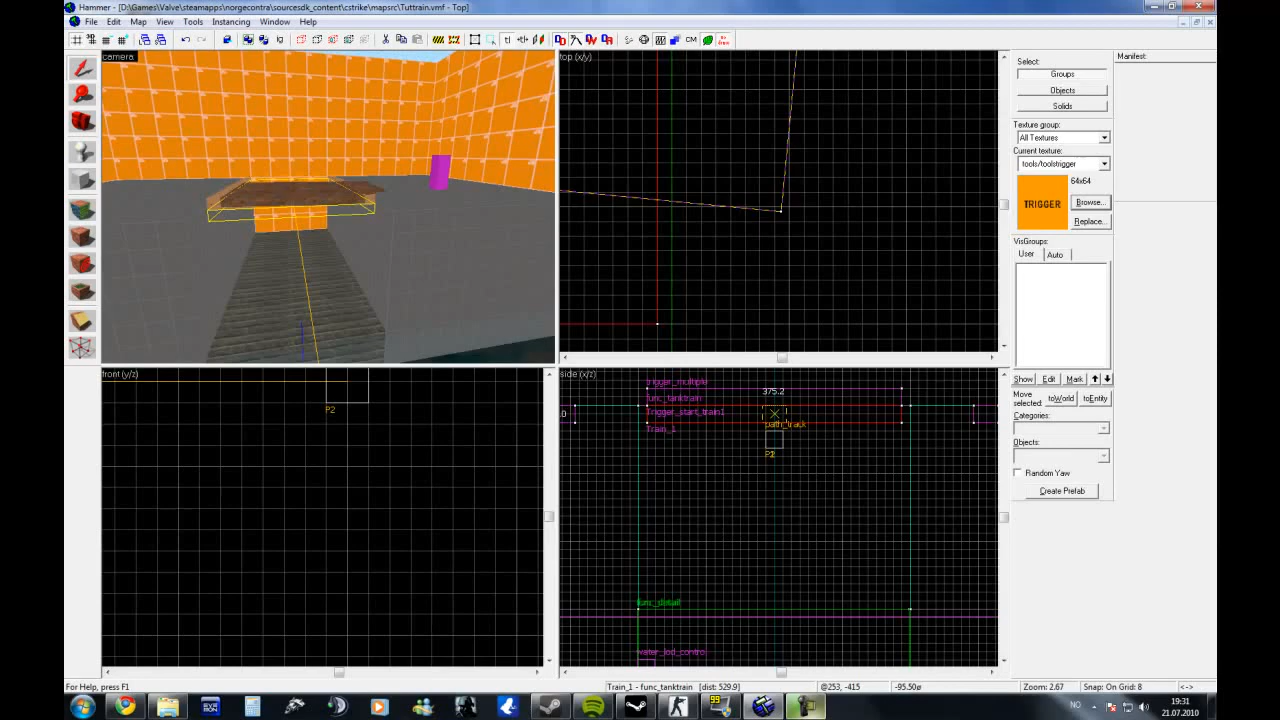 Hammer - [D:\Games\Valve\steamapps\norgecontra\sourcesdk_content\cstrike\mapsrc\Tuttrain.vmf - Top]
File Edit Map View Tools Instancing Window Help
camera
top (x/y)
Select:
Groups
Objects
Solids
Texture group:
All Textures
Current texture:
tools/toolstrigger
TRIGGER
64x64
Browse...
Replace...
VisGroups:
User Auto
Show Edit Mark
Move selected:
toWorld toEntity
Categories:
Objects:
Random Yaw
Create Prefab
Manifest:
front (y/z)
P2
side (x/z)
trigger_multiple
375.2
func_tanktrain
Trigger_start_train1
Train_1
path_track
func_detail
water_lod_contro
For Help, press F1
Train_1 - func_tanktrain [dist: 529.9]
@253, -415
-95.50ø
Zoom: 2.67
Snap: On Grid: 8
<->
NO
19:31
21.07.2010